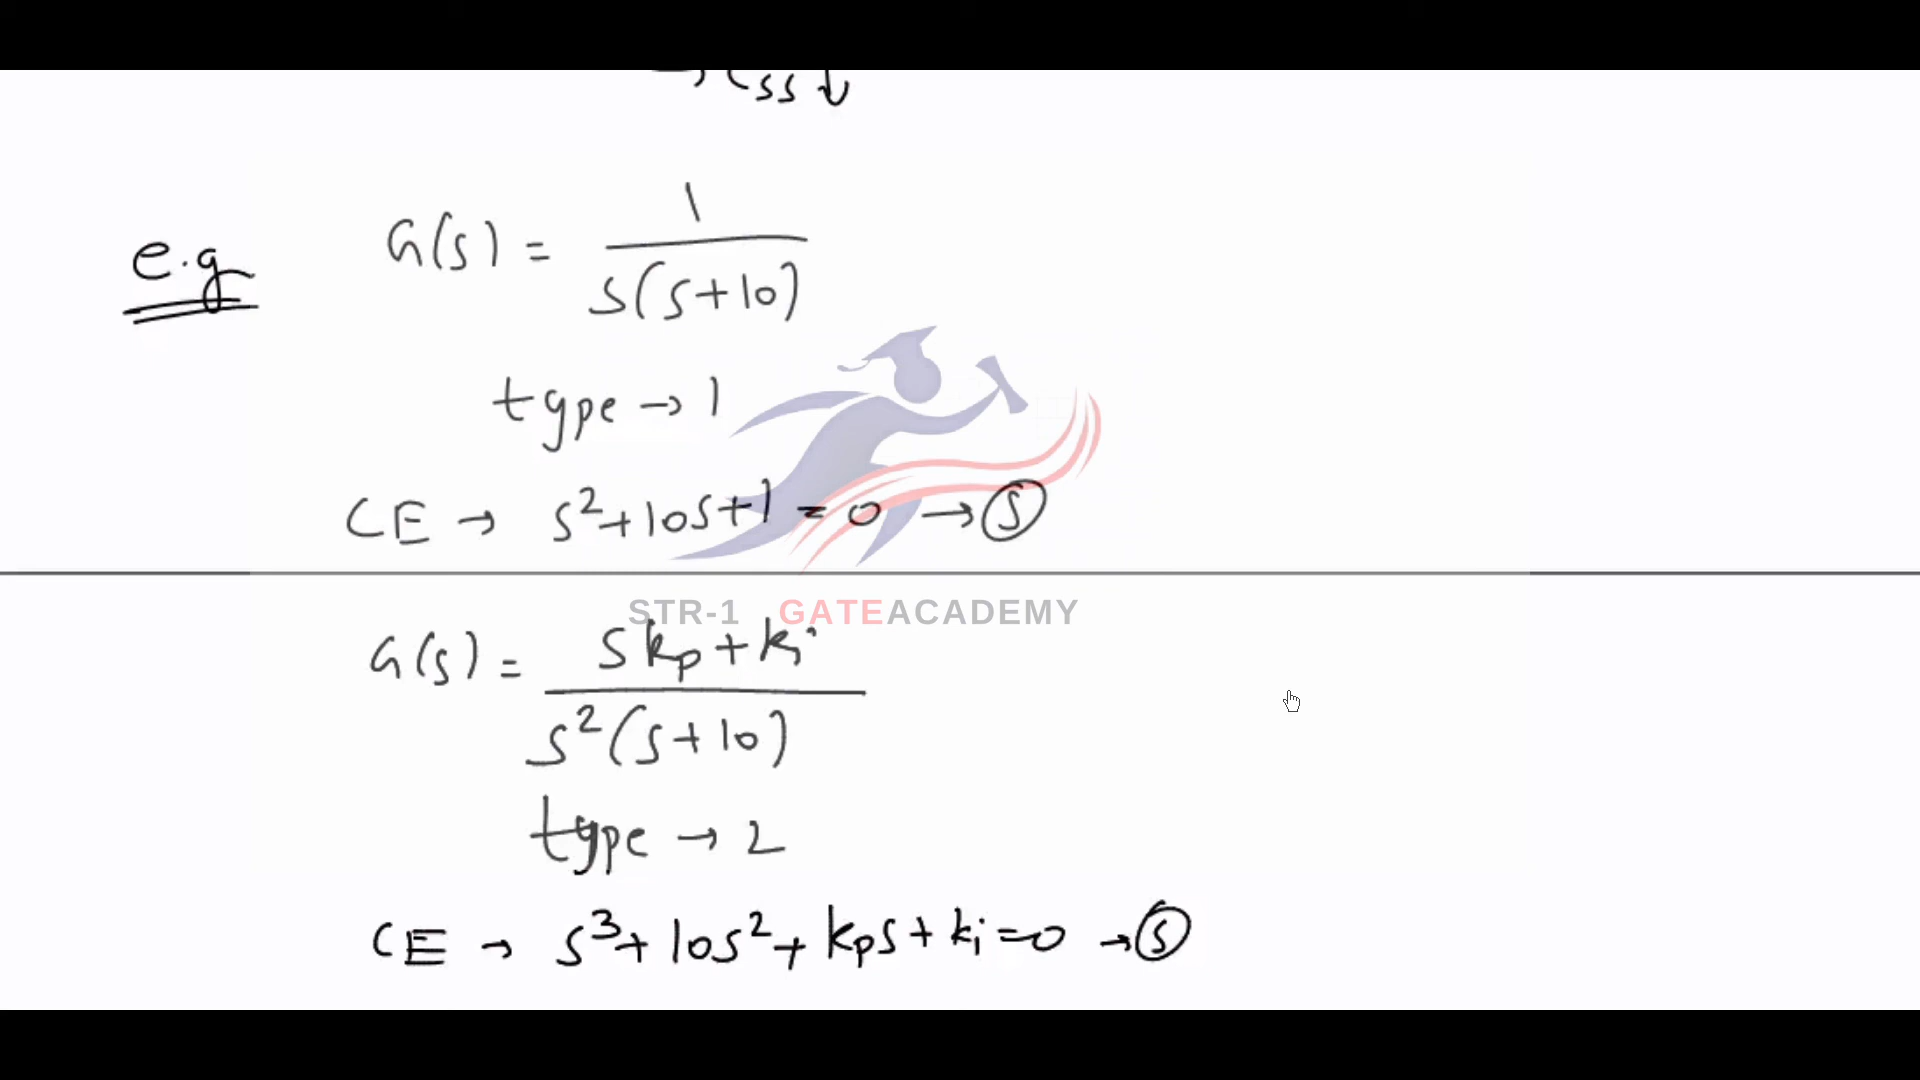 → ess ↓
e.g G(s) = 1 / s(s+10)
type → 1
CE → s²+10s+1 = 0 → Ⓢ
STR-1 GATEACADEMY
G(s) = skp+ki / s²(s+10)
type → 2
CE → s³+10s²+kps+ki=0 → Ⓢ